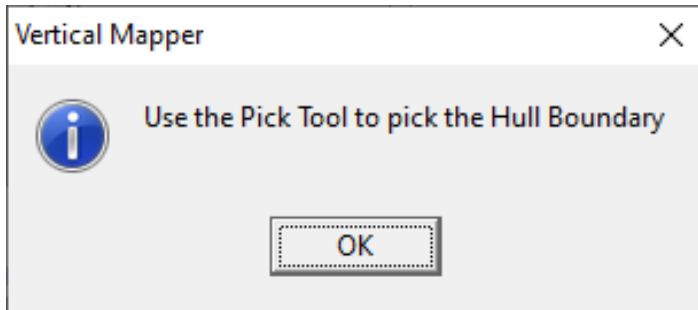 Vertical Mapper
Use the Pick Tool to pick the Hull Boundary
OK